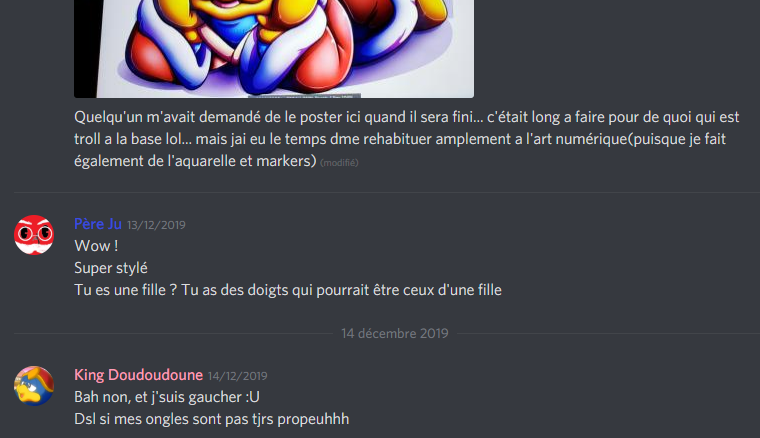 Quelqu'un m'avait demandé de le poster ici quand il sera fini... c'était long a faire pour de quoi qui est
troll a la base lol... mais jai eu le temps dme rehabituer amplement a l'art numérique(puisque je fait
également de l'aquarelle et markers) (modifié)
Père Ju 13/12/2019
Wow !
Super stylé
Tu es une fille ? Tu as des doigts qui pourrait être ceux d'une fille
14 décembre 2019
King Doudoudoune 14/12/2019
Bah non, et j'suis gaucher :U
Dsl si mes ongles sont pas tjrs propeuhhh